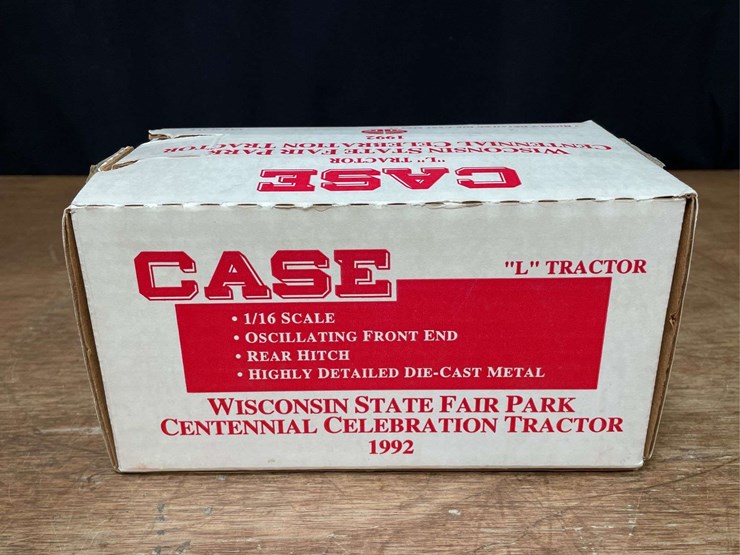 CASE
"L" TRACTOR
• 1/16 SCALE
• OSCILLATING FRONT END
• REAR HITCH
• HIGHLY DETAILED DIE-CAST METAL
WISCONSIN STATE FAIR PARK
CENTENNIAL CELEBRATION TRACTOR
1992
CASE
"L" TRACTOR
WISCONSIN STATE FAIR PARK
CENTENNIAL CELEBRATION TRACTOR
1992